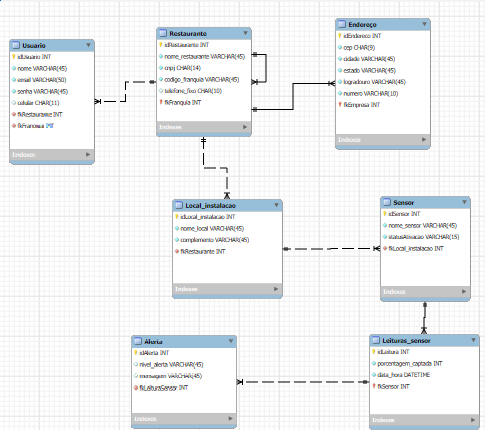 Usuario
idUsuario INT
nome VARCHAR(45)
email VARCHAR(50)
senha VARCHAR(45)
celular CHAR(11)
fkRestaurante INT
fkFranquia INT
Indexes
Restaurante
idRestaurante INT
nome_restaurante VARCHAR(45)
cnpj CHAR(14)
codigo_franquia VARCHAR(45)
telefone_fixo CHAR(10)
fkFranquia INT
Indexes
Endereço
idEndereco INT
cep CHAR(9)
cidade VARCHAR(45)
estado VARCHAR(45)
logradouro VARCHAR(45)
numero VARCHAR(10)
fkEmpresa INT
Indexes
Local_instalacao
idLocal_instalacao INT
nome_local VARCHAR(45)
complemento VARCHAR(45)
fkRestaurante INT
Indexes
Sensor
idSensor INT
nome_sensor VARCHAR(45)
statusAtivacao VARCHAR(15)
fkLocal_instalacao INT
Indexes
Alerta
idAlerta INT
nivel_alerta VARCHAR(45)
mensagem VARCHAR(45)
fkLeituraSensor INT
Indexes
Leituras_sensor
idLeitura INT
porcentagem_captada INT
data_hora DATETIME
fkSensor INT
Indexes